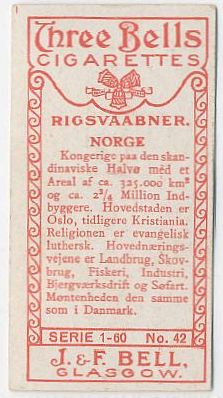 Three Bells
CIGARETTES
RIGSVAABNER.
NORGE
Kongerige paa den skan-
dinaviske Halvø méd et
Areal af ca. 325.000 km²
og ca. 2¾ Million Ind-
byggere. Hovedstaden er
Oslo, tidligere Kristiania.
Religionen er evangelisk
luthersk. Hovednærings-
vejene er Landbrug, Skov-
brug, Fiskeri, Industri,
Bjergværksdrift og Søfart.
Møntenheden den samme
som i Danmark.
SERIE 1-60 No. 42
J. & F. BELL,
GLASGOW.